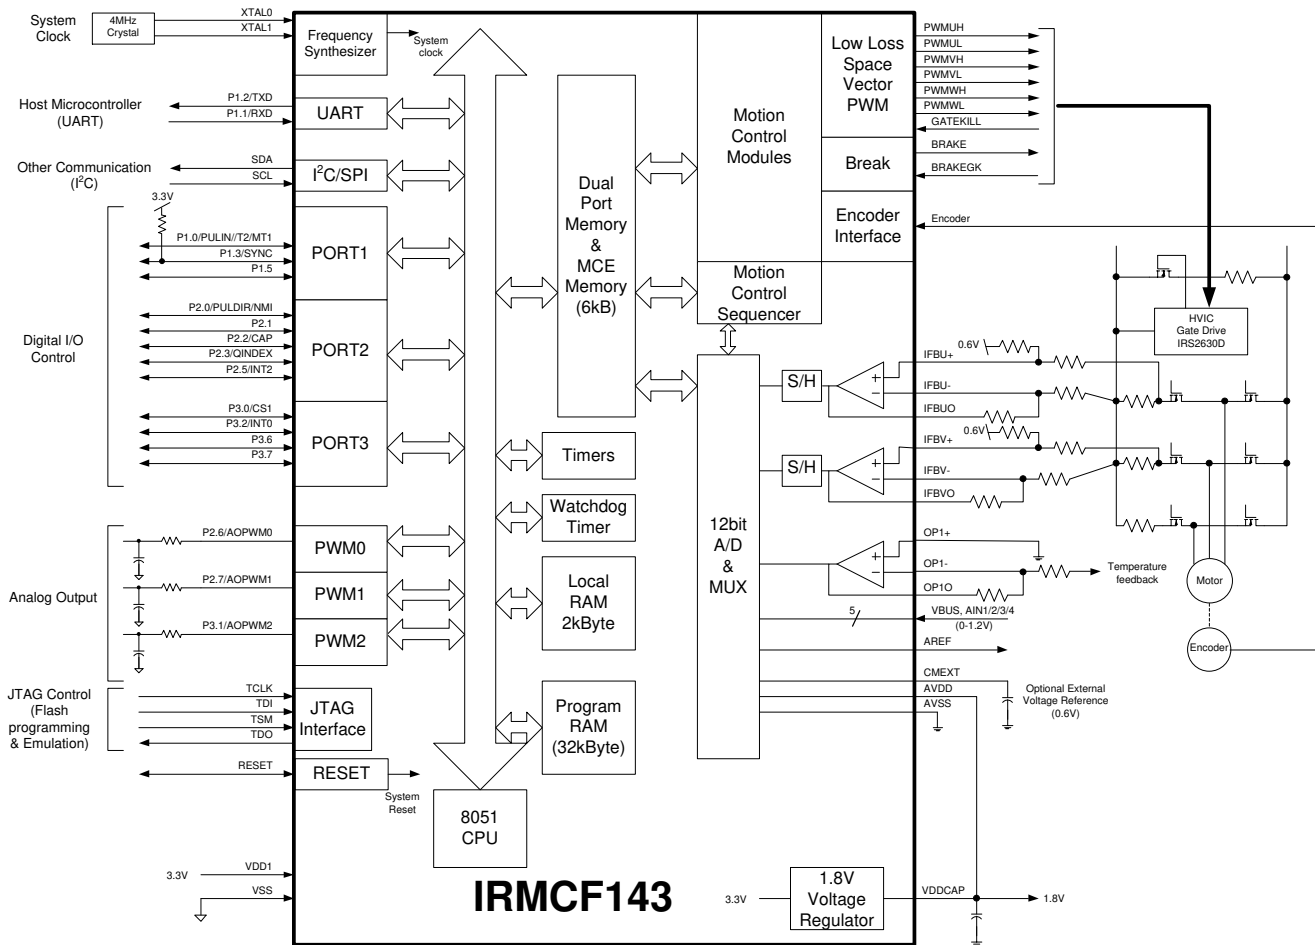 System
Clock
4MHz
Crystal
XTAL0
XTAL1
Frequency
Synthesizer
System
clock
Host Microcontroller
(UART)
P1.2/TXD
P1.1/RXD
UART
Other Communication
(I²C)
SDA
SCL
I²C/SPI
3.3V
Digital I/O
Control
P1.0/PULIN//T2/MT1
P1.3/SYNC
P1.5
PORT1
P2.0/PULDIR/NMI
P2.1
P2.2/CAP
P2.3/QINDEX
P2.5/INT2
PORT2
P3.0/CS1
P3.2/INT0
P3.6
P3.7
PORT3
Analog Output
P2.6/AOPWM0
PWM0
P2.7/AOPWM1
PWM1
P3.1/AOPWM2
PWM2
JTAG Control
(Flash
programming
& Emulation)
TCLK
TDI
TSM
TDO
JTAG
Interface
RESET
RESET
System
Reset
3.3V
VDD1
VSS
8051
CPU
Dual
Port
Memory
&
MCE
Memory
(6kB)
Timers
Watchdog
Timer
Local
RAM
2kByte
Program
RAM
(32kByte)
Motion
Control
Modules
Motion
Control
Sequencer
12bit
A/D
&
MUX
Low Loss
Space
Vector
PWM
Break
Encoder
Interface
PWMUH
PWMUL
PWMVH
PWMVL
PWMWH
PWMWL
GATEKILL
BRAKE
BRAKEGK
Encoder
HVIC
Gate Drive
IRS2630D
S/H
+
−
IFBU+
0.6V
IFBU-
IFBUO
0.6V
S/H
+
−
IFBV+
IFBV-
IFBVO
+
−
OP1+
OP1-
OP1O
Temperature
feedback
5
VBUS, AIN1/2/3/4
(0-1.2V)
AREF
CMEXT
AVDD
AVSS
Optional External
Voltage Reference
(0.6V)
Motor
Encoder
IRMCF143
3.3V
1.8V
Voltage
Regulator
VDDCAP
1.8V